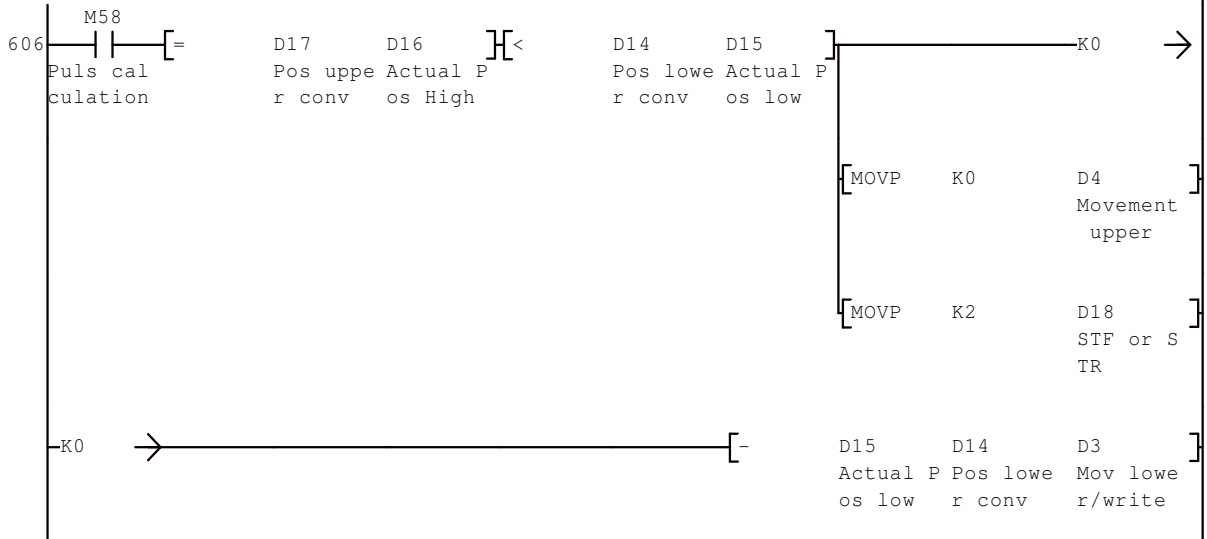 M58
606 = D17 D16 < D14 D15 K0
Puls cal Pos uppe Actual P Pos lowe Actual P
culation r conv os High r conv os low
MOVP K0 D4
Movement
upper
MOVP K2 D18
STF or S
TR
K0 - D15 D14 D3
Actual P Pos lowe Mov lowe
os low r conv r/write